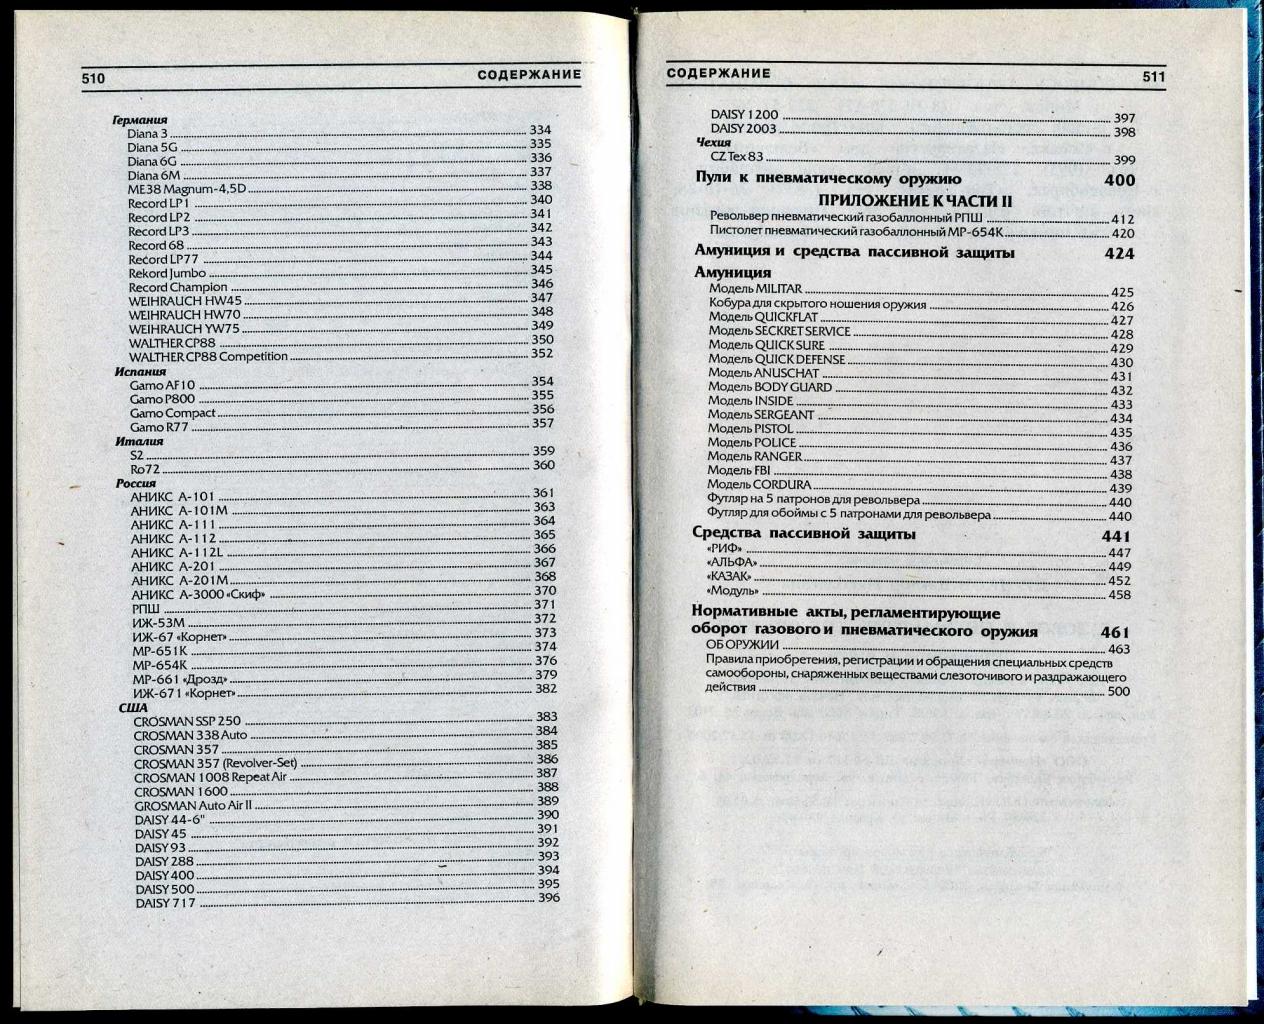 510 СОДЕРЖАНИЕ
Германия
Diana 3 334
Diana 5G 335
Diana 6G 336
Diana 6M 337
ME38 Magnum-4,5D 338
Record LP1 340
Record LP2 341
Record LP3 342
Record 68 343
Record LP77 344
Rekord Jumbo 345
Record Champion 346
WEIHRAUCH HW45 347
WEIHRAUCH HW70 348
WEIHRAUCH YW75 349
WALTHER CP88 350
WALTHER CP88 Competition 352
Испания
Gamo AF10 354
Gamo P800 355
Gamo Compact 356
Gamo R77 357
Италия
S2 359
Ro72 360
Россия
АНИКС А-101 361
АНИКС А-101М 363
АНИКС А-111 364
АНИКС А-112 365
АНИКС А-112L 366
АНИКС А-201 367
АНИКС А-201М 368
АНИКС А-3000 «Скиф» 370
РПШ 371
ИЖ-53М 372
ИЖ-67 «Корнет» 373
МР-651К 374
МР-654К 376
МР-661 «Дрозд» 379
ИЖ-671 «Корнет» 382
США
CROSMAN SSP 250 383
CROSMAN 338 Auto 384
CROSMAN 357 385
CROSMAN 357 (Revolver-Set) 386
CROSMAN 1008 Repeat Air 387
CROSMAN 1600 388
GROSMAN Auto Air II 389
DAISY 44-6" 390
DAISY 45 391
DAISY 93 392
DAISY 288 393
DAISY 400 394
DAISY 500 395
DAISY 717 396
СОДЕРЖАНИЕ 511
DAISY 1200 397
DAISY 2003 398
Чехия
CZ Tex 83 399
Пули к пневматическому оружию 400
ПРИЛОЖЕНИЕ К ЧАСТИ II
Револьвер пневматический газобаллонный РПШ 412
Пистолет пневматический газобаллонный МР-654К 420
Амуниция и средства пассивной защиты 424
Амуниция
Модель MILITAR 425
Кобура для скрытого ношения оружия 426
Модель QUICKFLAT 427
Модель SECKRET SERVICE 428
Модель QUICK SURE 429
Модель QUICK DEFENSE 430
Модель ANUSCHAT 431
Модель BODY GUARD 432
Модель INSIDE 433
Модель SERGEANT 434
Модель PISTOL 435
Модель POLICE 436
Модель RANGER 437
Модель FBI 438
Модель CORDURA 439
Футляр на 5 патронов для револьвера 440
Футляр для обоймы с 5 патронами для револьвера 440
Средства пассивной защиты 441
«РИФ» 447
«АЛЬФА» 449
«КАЗАК» 452
«Модуль» 458
Нормативные акты, регламентирующие
оборот газового и пневматического оружия 461
ОБ ОРУЖИИ 463
Правила приобретения, регистрации и обращения специальных средств
самообороны, снаряженных веществами слезоточивого и раздражающего
действия 500